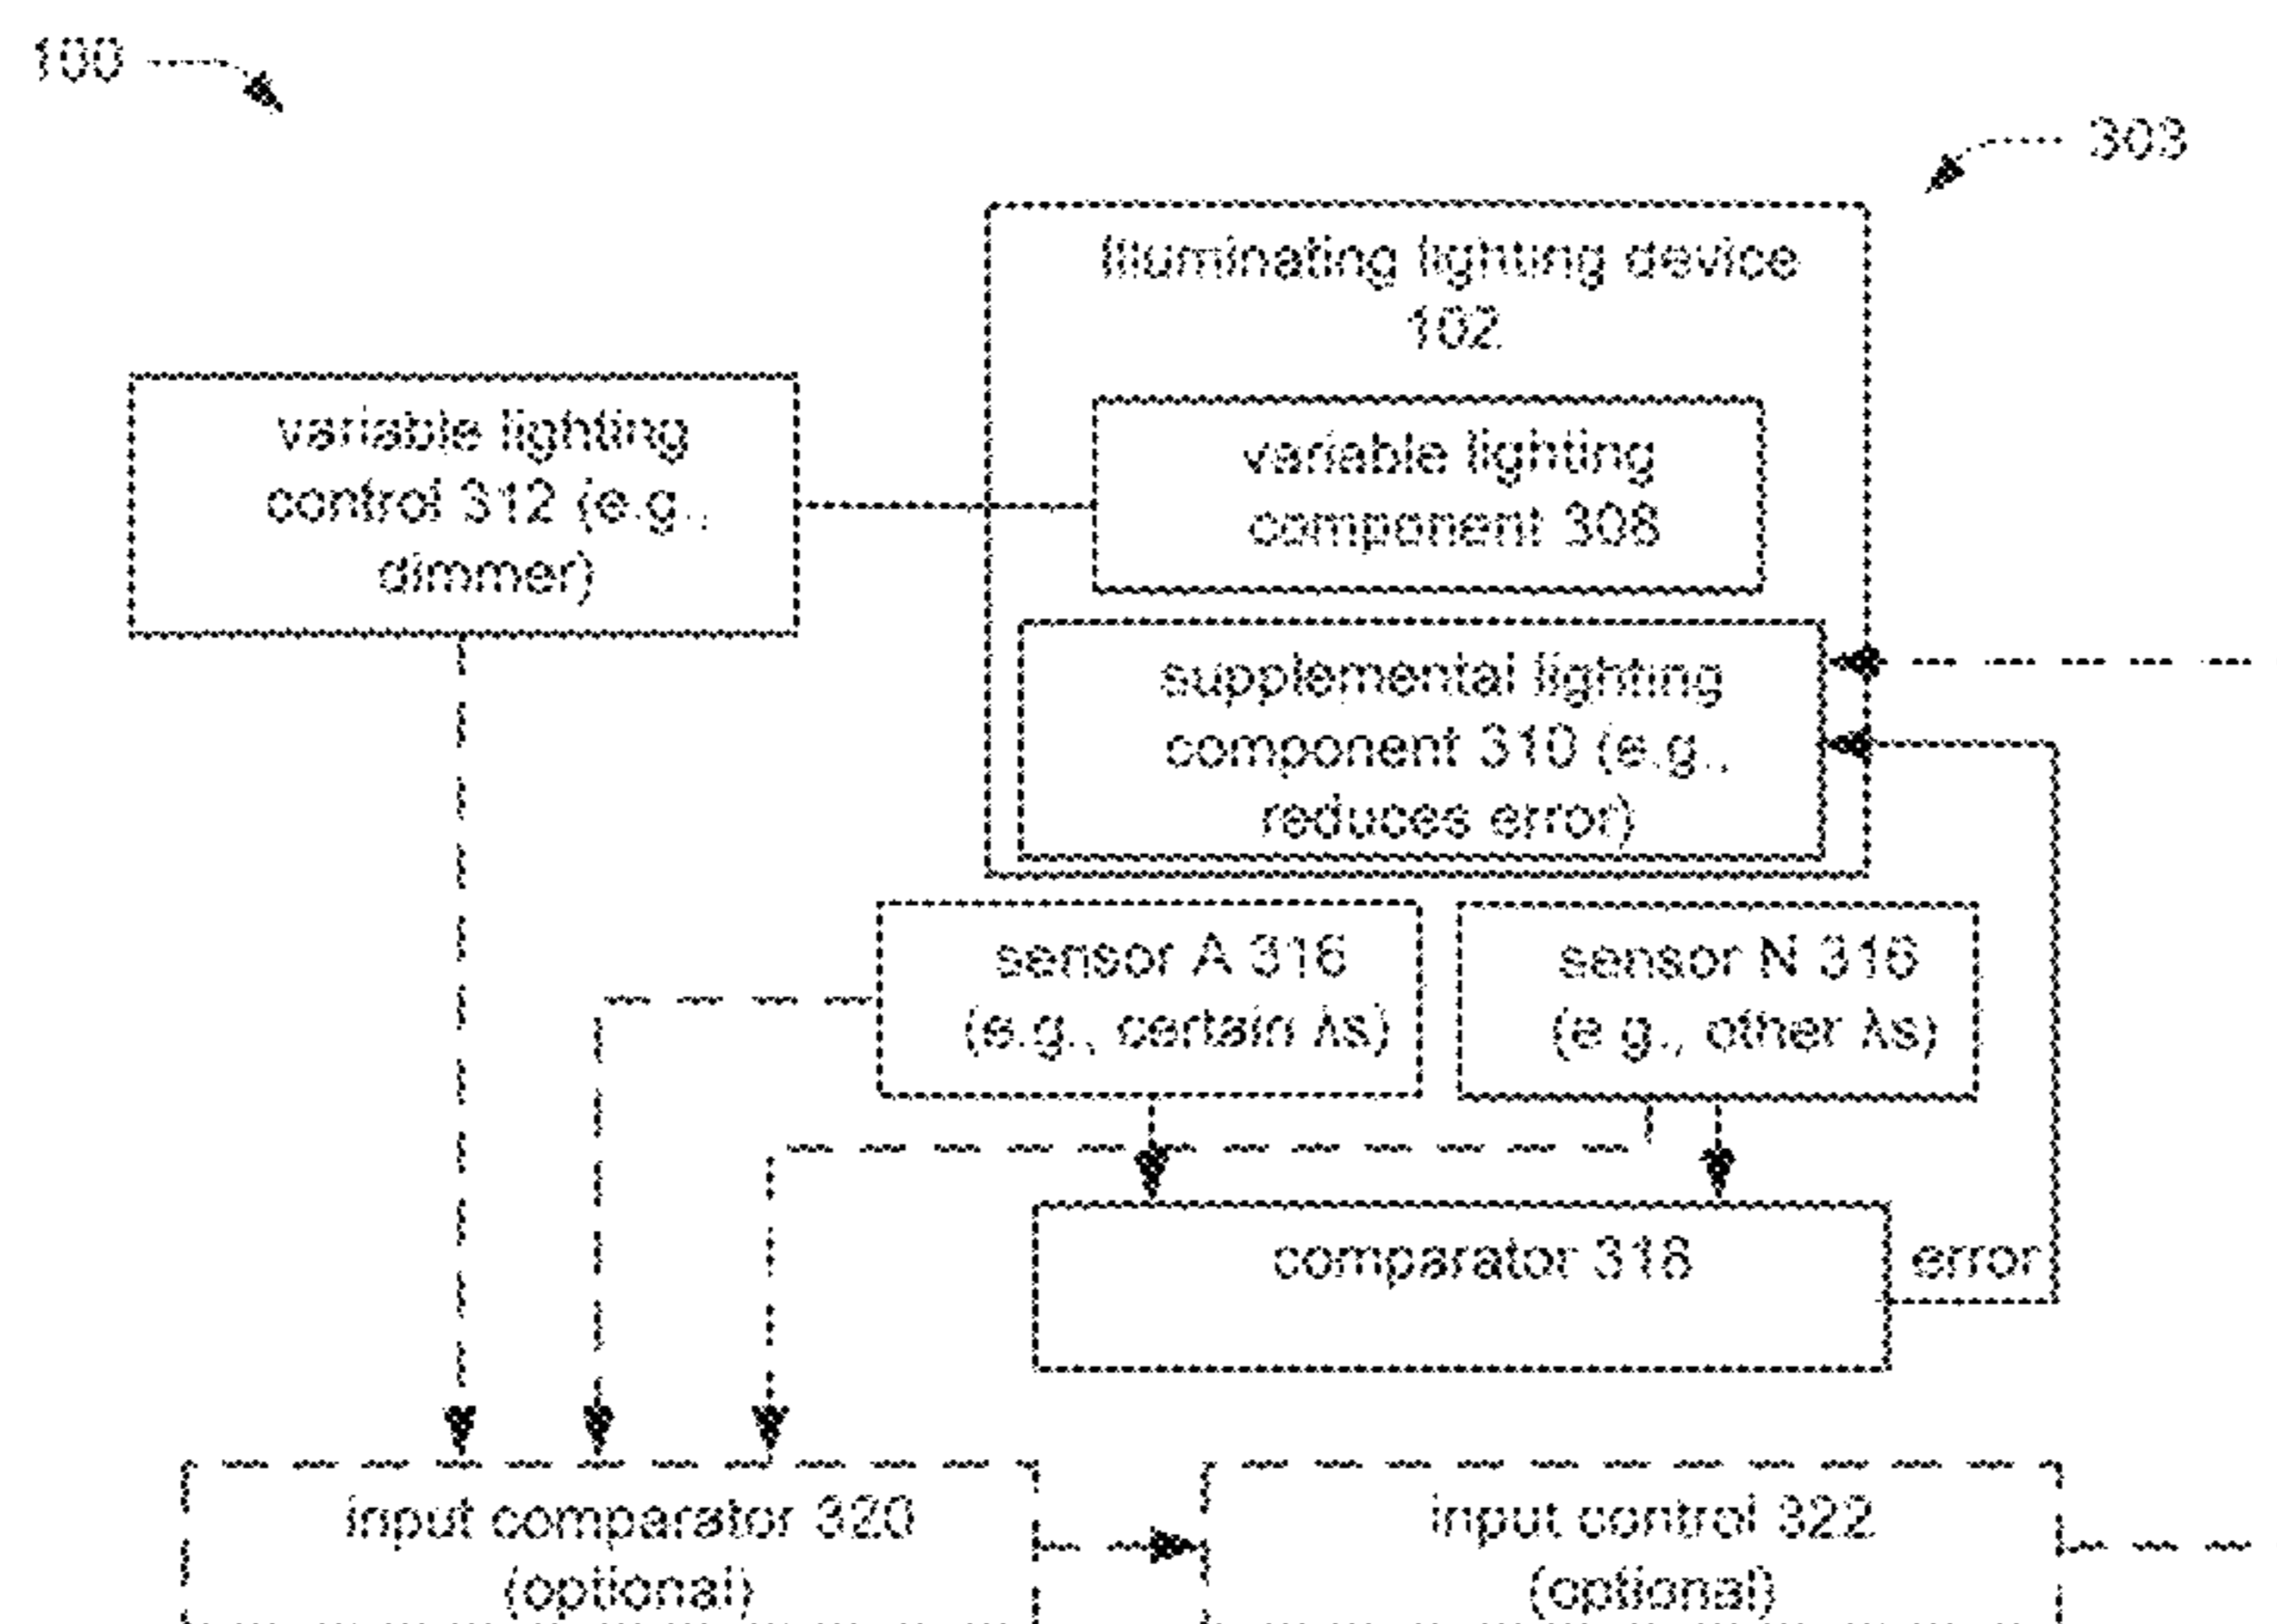 100
303
Illuminating lighting device
102
variable lighting
control 312 (e.g.,
dimmer)
variable lighting
component 308
supplemental lighting
component 310 (e.g.,
reduces error)
sensor A 316
(e.g., certain λs)
sensor N 316
(e.g., other λs)
comparator 318
error
input comparator 320
(optional)
input control 322
(optional)